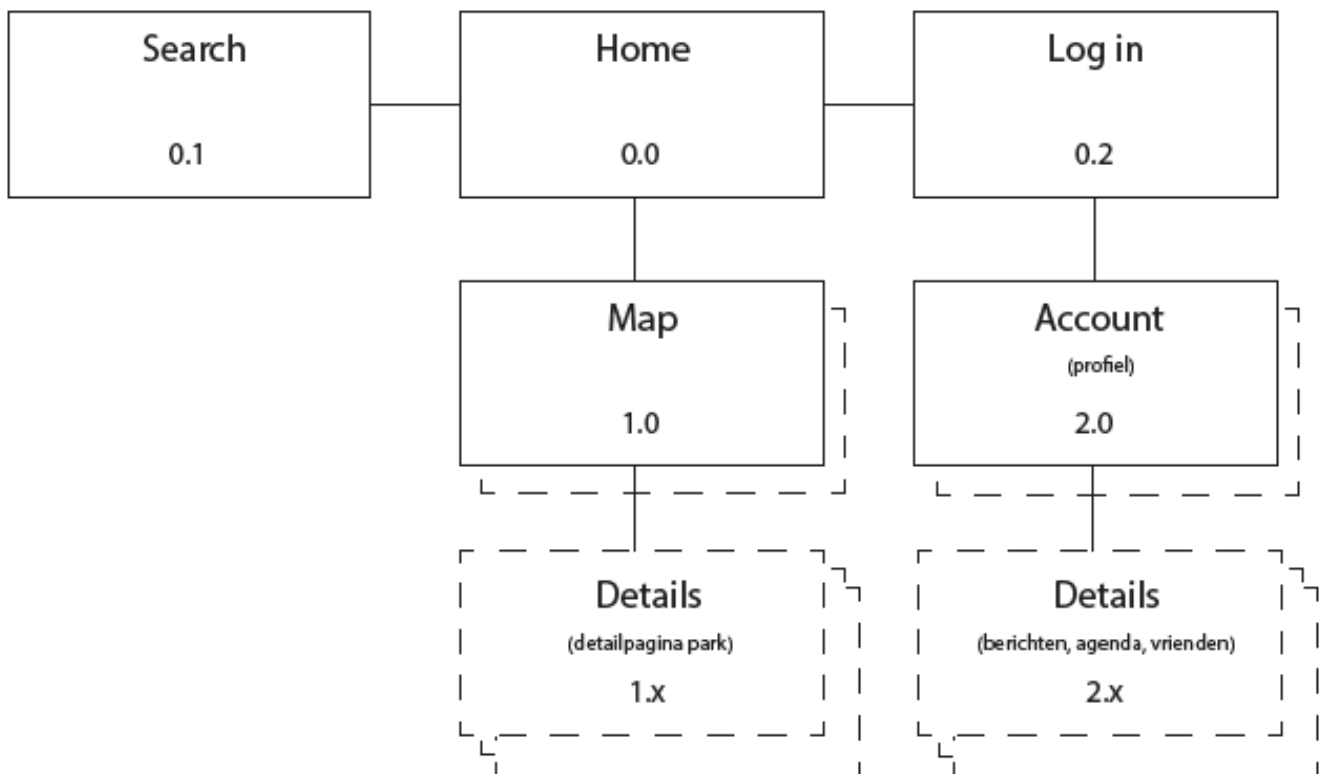 Search
0.1
Home
0.0
Log in
0.2
Map
1.0
Account
(profiel)
2.0
Details
(detailpagina park)
1.x
Details
(berichten, agenda, vrienden)
2.x